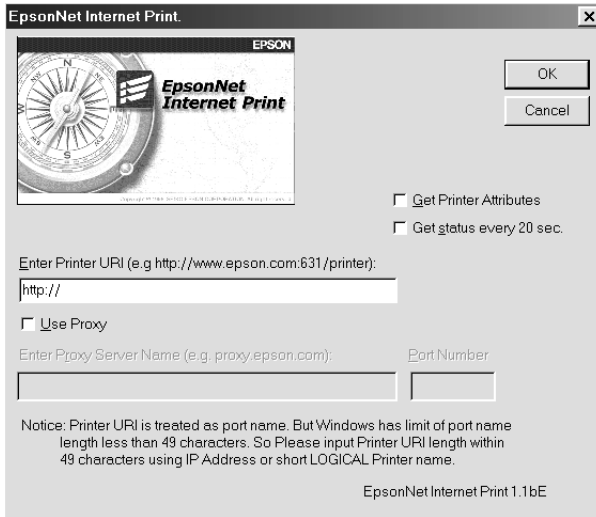 EpsonNet Internet Print.
EPSON
EpsonNet
Internet Print
N
S
OK
Cancel
Get Printer Attributes
Get status every 20 sec.
Enter Printer URI (e.g http://www.epson.com:631/printer):
http://
Use Proxy
Enter Proxy Server Name (e.g. proxy.epson.com):
Port Number
Notice: Printer URI is treated as port name. But Windows has limit of port name
length less than 49 characters. So Please input Printer URI length within
49 characters using IP Address or short LOGICAL Printer name.
EpsonNet Internet Print 1.1bE